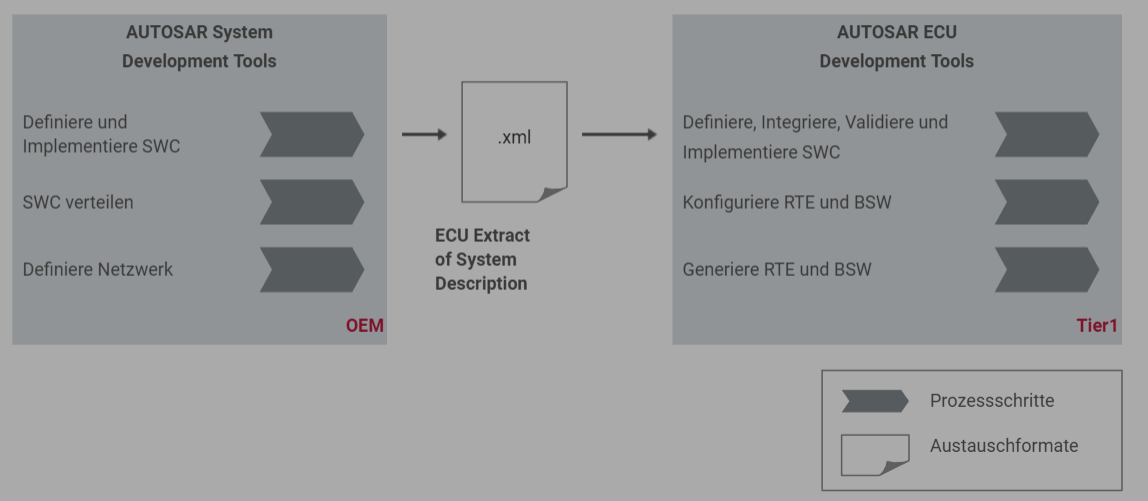 AUTOSAR System
Development Tools
Definiere und
Implementiere SWC
SWC verteilen
Definiere Netzwerk
OEM
.xml
ECU Extract
of System
Description
AUTOSAR ECU
Development Tools
Definiere, Integriere, Validiere und
Implementiere SWC
Konfiguriere RTE und BSW
Generiere RTE und BSW
Tier1
Prozessschritte
Austauschformate